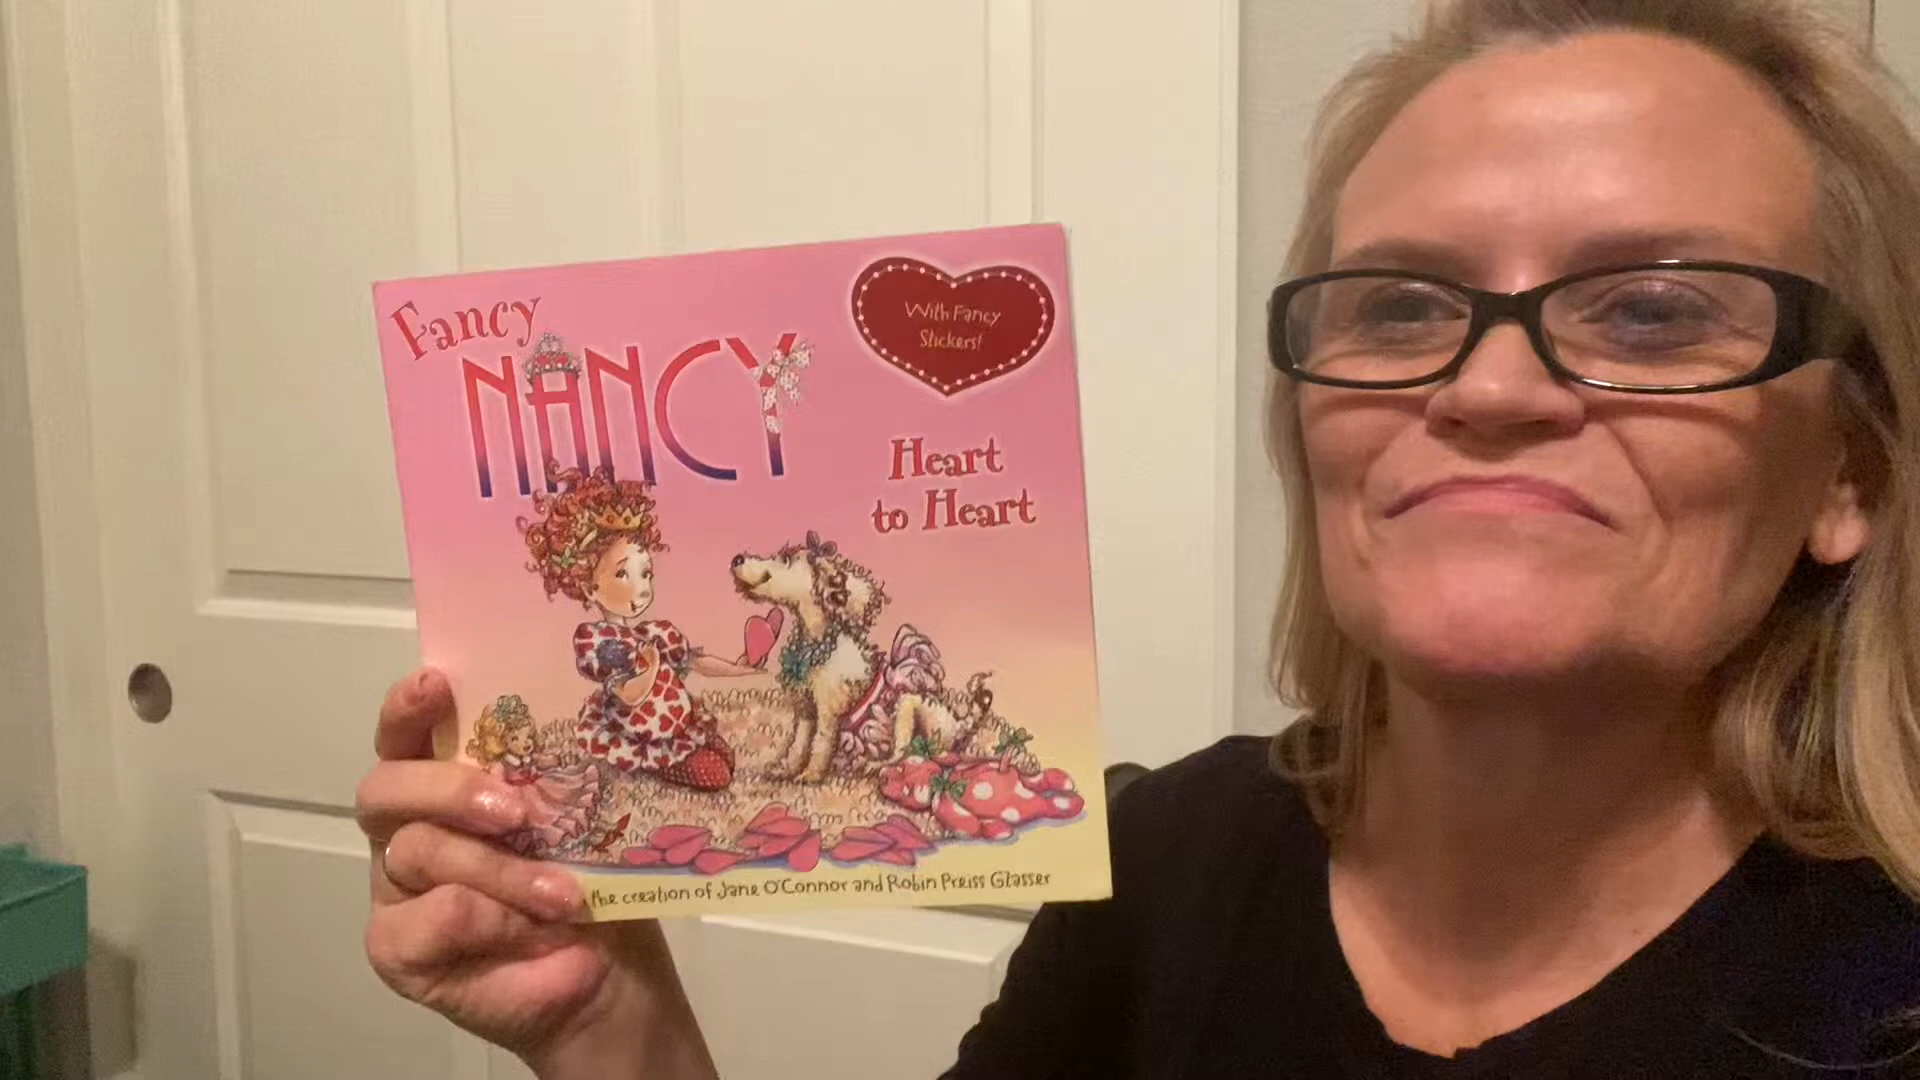 Fancy
NANCY
With Fancy
Stickers!
Heart
to Heart
the creation of Jane O'Connor and Robin Preiss Glasser